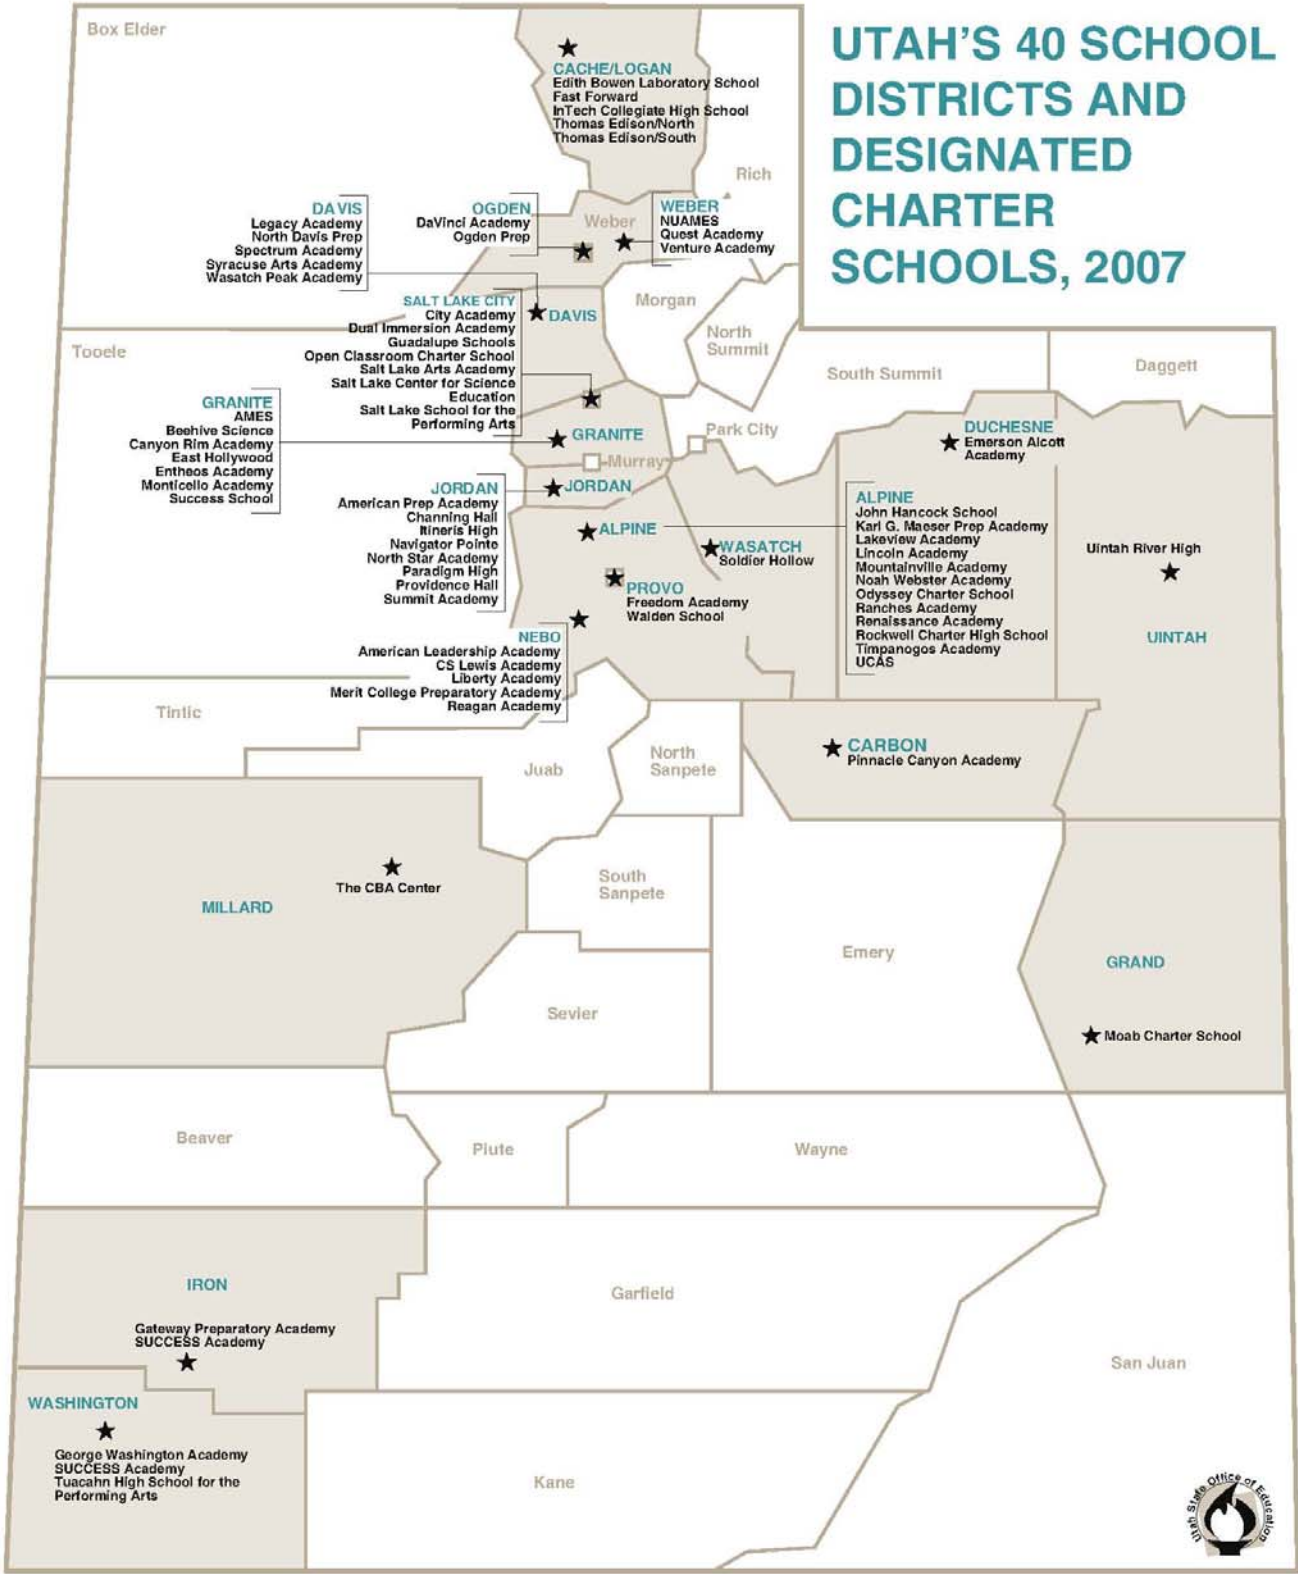 UTAH'S 40 SCHOOL
DISTRICTS AND
DESIGNATED
CHARTER
SCHOOLS, 2007
Box Elder
CACHE/LOGAN
Edith Bowen Laboratory School
Fast Forward
InTech Collegiate High School
Thomas Edison/North
Thomas Edison/South
Rich
DAVIS
Legacy Academy
North Davis Prep
Spectrum Academy
Syracuse Arts Academy
Wasatch Peak Academy
OGDEN
DaVinci Academy
Ogden Prep
Weber
WEBER
NUAMES
Quest Academy
Venture Academy
Morgan
North
Summit
SALT LAKE CITY
City Academy
Dual Immersion Academy
Guadalupe Schools
Open Classroom Charter School
Salt Lake Arts Academy
Salt Lake Center for Science
Education
Salt Lake School for the
Performing Arts
DAVIS
Tooele
South Summit
Daggett
GRANITE
AMES
Beehive Science
Canyon Rim Academy
East Hollywood
Entheos Academy
Monticello Academy
Success School
GRANITE
Park City
Murray
DUCHESNE
Emerson Alcott
Academy
JORDAN
American Prep Academy
Channing Hall
Itineris High
Navigator Pointe
North Star Academy
Paradigm High
Providence Hall
Summit Academy
JORDAN
ALPINE
ALPINE
John Hancock School
Karl G. Maeser Prep Academy
Lakeview Academy
Lincoln Academy
Mountainville Academy
Noah Webster Academy
Odyssey Charter School
Ranches Academy
Renaissance Academy
Rockwell Charter High School
Timpanogos Academy
UCAS
WASATCH
Soldier Hollow
Uintah River High
UINTAH
PROVO
Freedom Academy
Walden School
NEBO
American Leadership Academy
CS Lewis Academy
Liberty Academy
Merit College Preparatory Academy
Reagan Academy
Tintic
Juab
North
Sanpete
CARBON
Pinnacle Canyon Academy
The CBA Center
MILLARD
South
Sanpete
Emery
GRAND
Moab Charter School
Sevier
Beaver
Piute
Wayne
IRON
Gateway Preparatory Academy
SUCCESS Academy
Garfield
San Juan
WASHINGTON
George Washington Academy
SUCCESS Academy
Tuacahn High School for the
Performing Arts
Kane
Utah State Office of Education